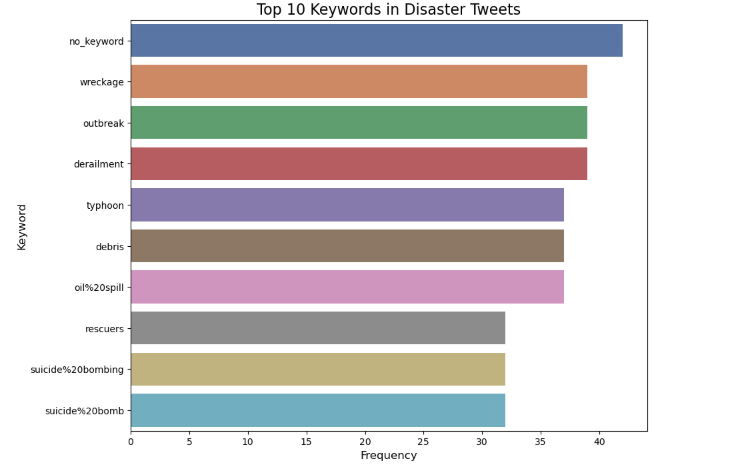 Top 10 Keywords in Disaster Tweets
no_keyword
wreckage
outbreak
derailment
typhoon
debris
oil%20spill
rescuers
suicide%20bombing
suicide%20bomb
Keyword
0 5 10 15 20 25 30 35 40
Frequency